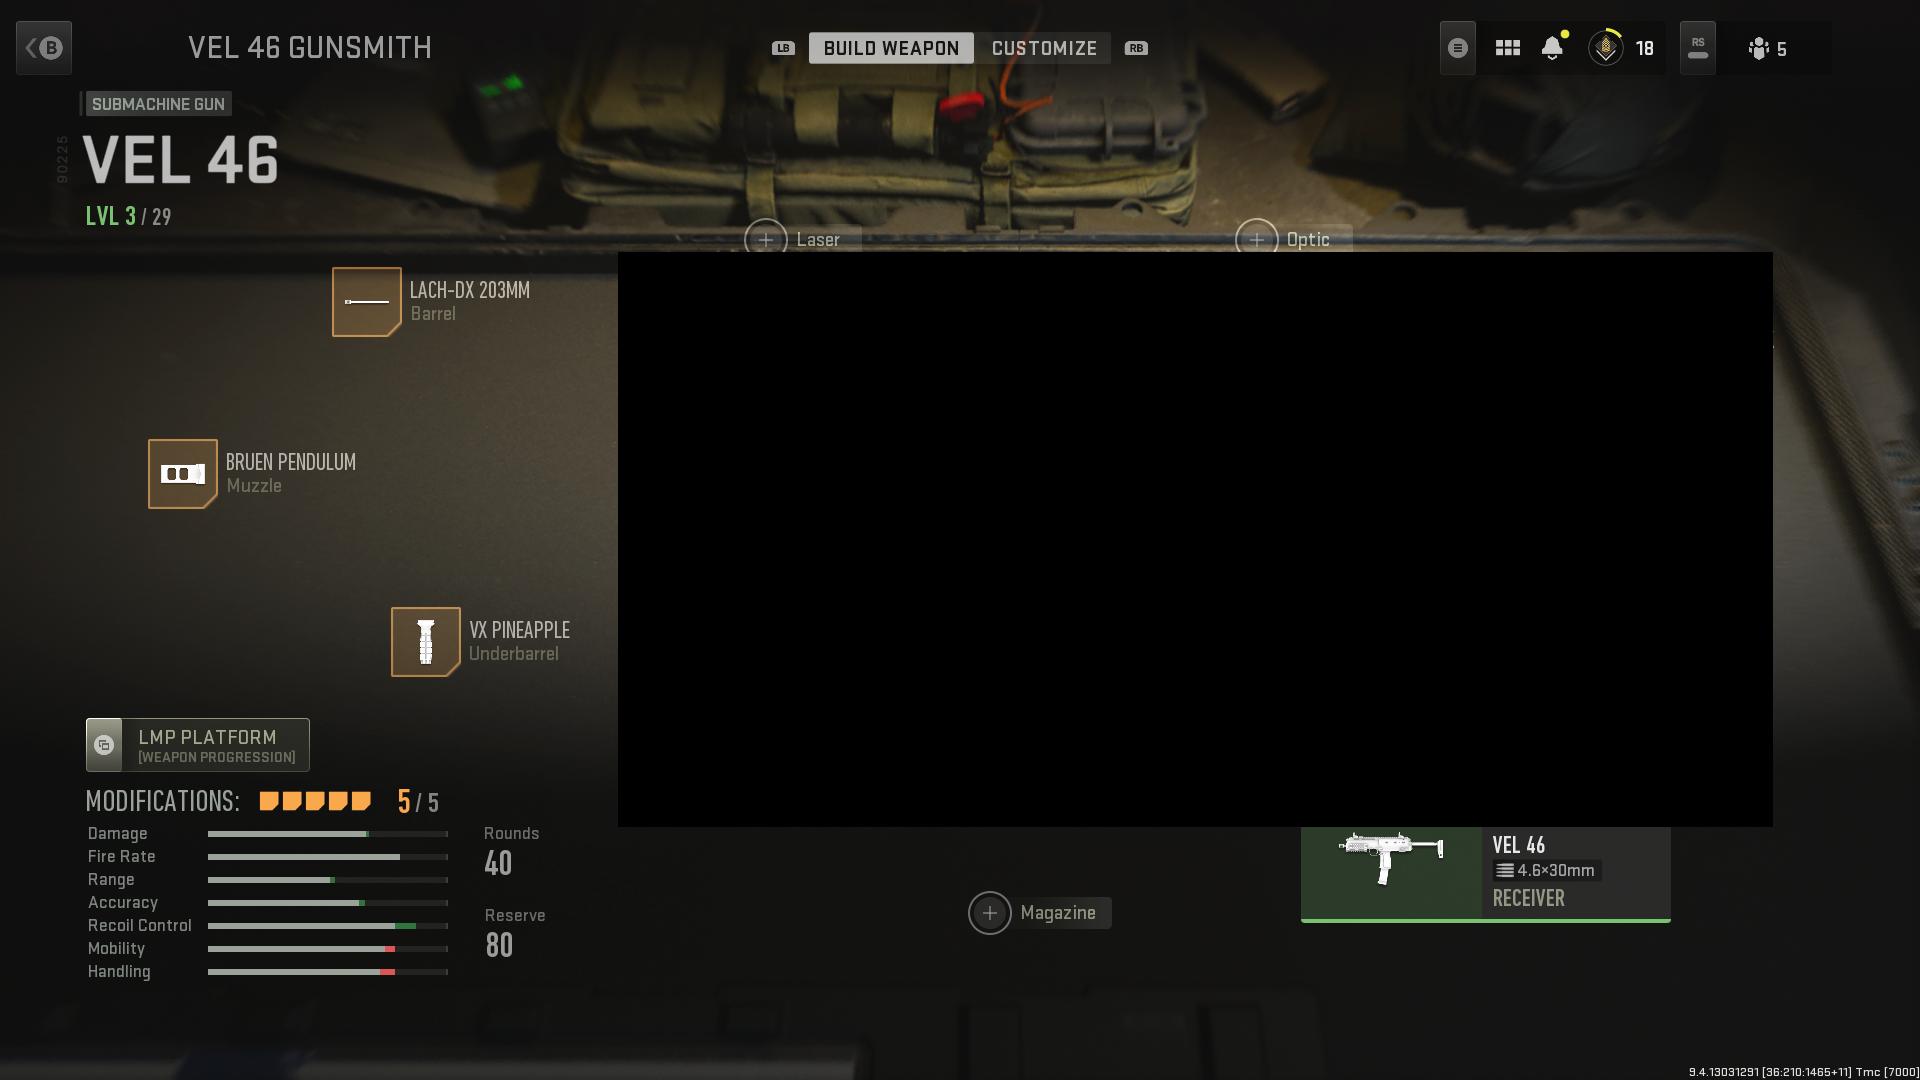 B
VEL 46 GUNSMITH
LB
BUILD WEAPON
CUSTOMIZE
RB
18
RS
5
SUBMACHINE GUN
90225
VEL 46
LVL 3 / 29
Laser
Optic
LACH-DX 203MM
Barrel
BRUEN PENDULUM
Muzzle
VX PINEAPPLE
Underbarrel
LMP PLATFORM
[WEAPON PROGRESSION]
MODIFICATIONS:
5 / 5
Damage
Fire Rate
Range
Accuracy
Recoil Control
Mobility
Handling
Rounds
40
Reserve
80
Magazine
VEL 46
4.6×30mm
RECEIVER
9.4.13031291 [36:210:1465+11] Tmc [7000]